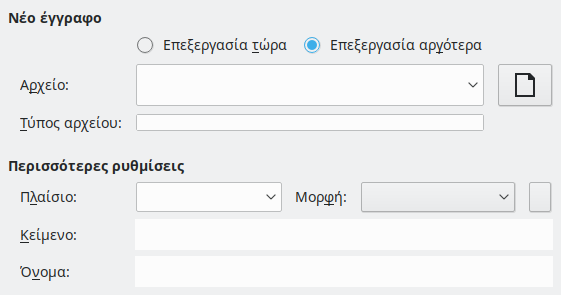 Νέο έγγραφο
Επεξεργασία τώρα Επεξεργασία αργότερα
Αρχείο:
Τύπος αρχείου:
Περισσότερες ρυθμίσεις
Πλαίσιο: Μορφή:
Κείμενο:
Όνομα: